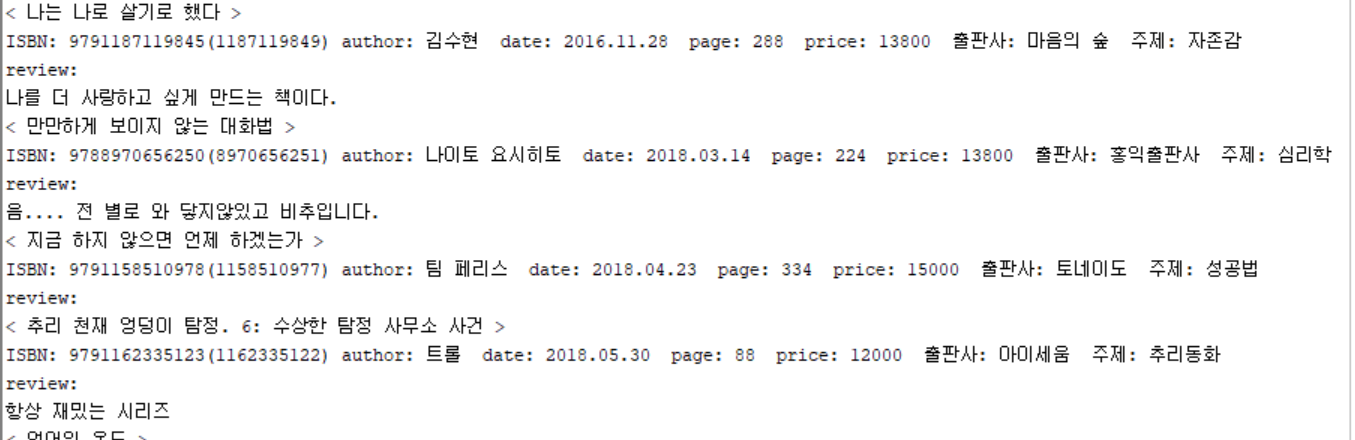 < 나는 나로 살기로 했다 >
ISBN: 9791187119845(1187119849) author: 김수현 date: 2016.11.28 page: 288 price: 13800 출판사: 마음의 숲 주제: 자존감
review:
나를 더 사랑하고 싶게 만드는 책이다.
< 만만하게 보이지 않는 대화법 >
ISBN: 9788970656250(8970656251) author: 나이토 요시히토 date: 2018.03.14 page: 224 price: 13800 출판사: 홍익출판사 주제: 심리학
review:
음.... 전 별로 와 닿지않있고 비추입니다.
< 지금 하지 않으면 언제 하겠는가 >
ISBN: 9791158510978(1158510977) author: 팀 페리스 date: 2018.04.23 page: 334 price: 15000 출판사: 토네이도 주제: 성공법
review:
< 추리 천재 엉덩이 탐정. 6: 수상한 탐정 사무소 사건 >
ISBN: 9791162335123(1162335122) author: 트롤 date: 2018.05.30 page: 88 price: 12000 출판사: 아이세움 주제: 추리동화
review:
항상 재밌는 시리즈